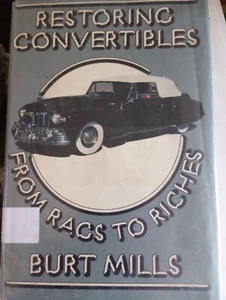 RESTORING
CONVERTIBLES
FROM RAGS TO RICHES
BURT MILLS